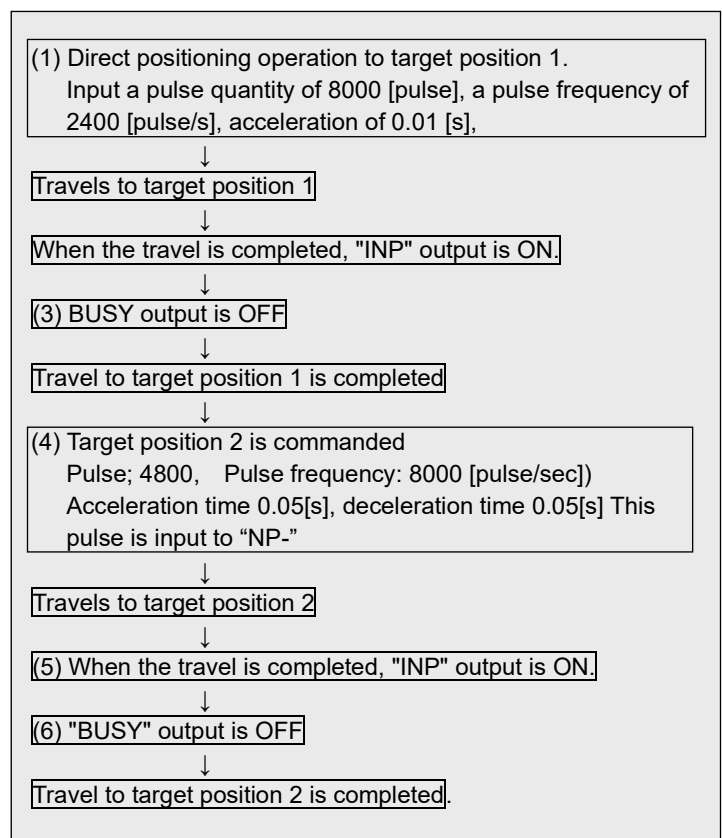 (1) Direct positioning operation to target position 1.
Input a pulse quantity of 8000 [pulse], a pulse frequency of
2400 [pulse/s], acceleration of 0.01 [s],
↓
Travels to target position 1
↓
When the travel is completed, "INP" output is ON.
↓
(3) BUSY output is OFF
↓
Travel to target position 1 is completed
↓
(4) Target position 2 is commanded
Pulse; 4800, Pulse frequency: 8000 [pulse/sec])
Acceleration time 0.05[s], deceleration time 0.05[s] This
pulse is input to “NP-”
↓
Travels to target position 2
↓
(5) When the travel is completed, "INP" output is ON.
↓
(6) "BUSY" output is OFF
↓
Travel to target position 2 is completed.